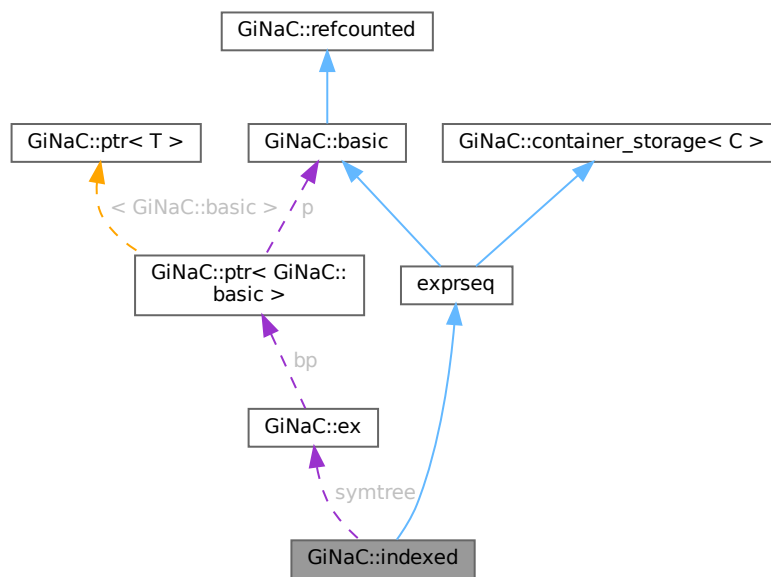 GiNaC::refcounted
GiNaC::ptr< T >
GiNaC::basic
GiNaC::container_storage< C >
< GiNaC::basic >
p
GiNaC::ptr< GiNaC::
basic >
exprseq
bp
GiNaC::ex
symtree
GiNaC::indexed